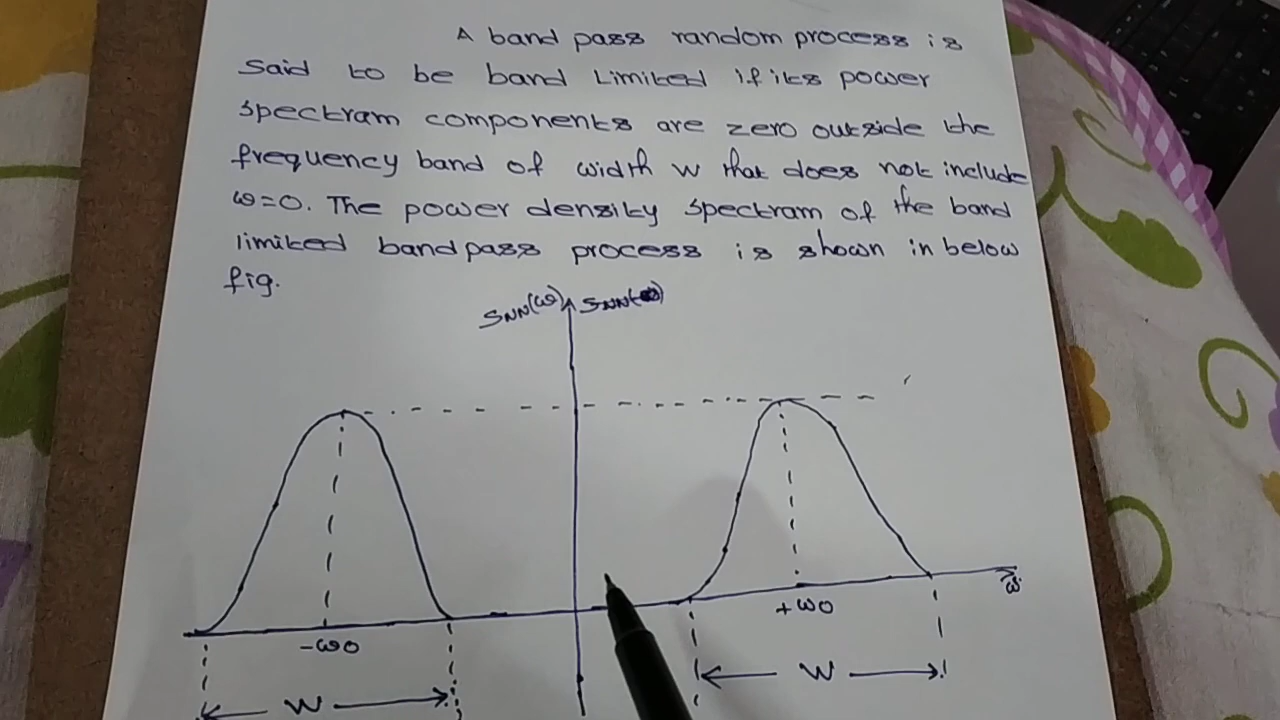 A band pass random process is
said to be band Limited if its power
spectram components are zero outside the
frequency band of width w that does not include
ω=0. The power density spectram of the band
limited bandpass process is shown in below
fig.
SNN(ω) SNN(
-ω0
+ω0
ω
W
W